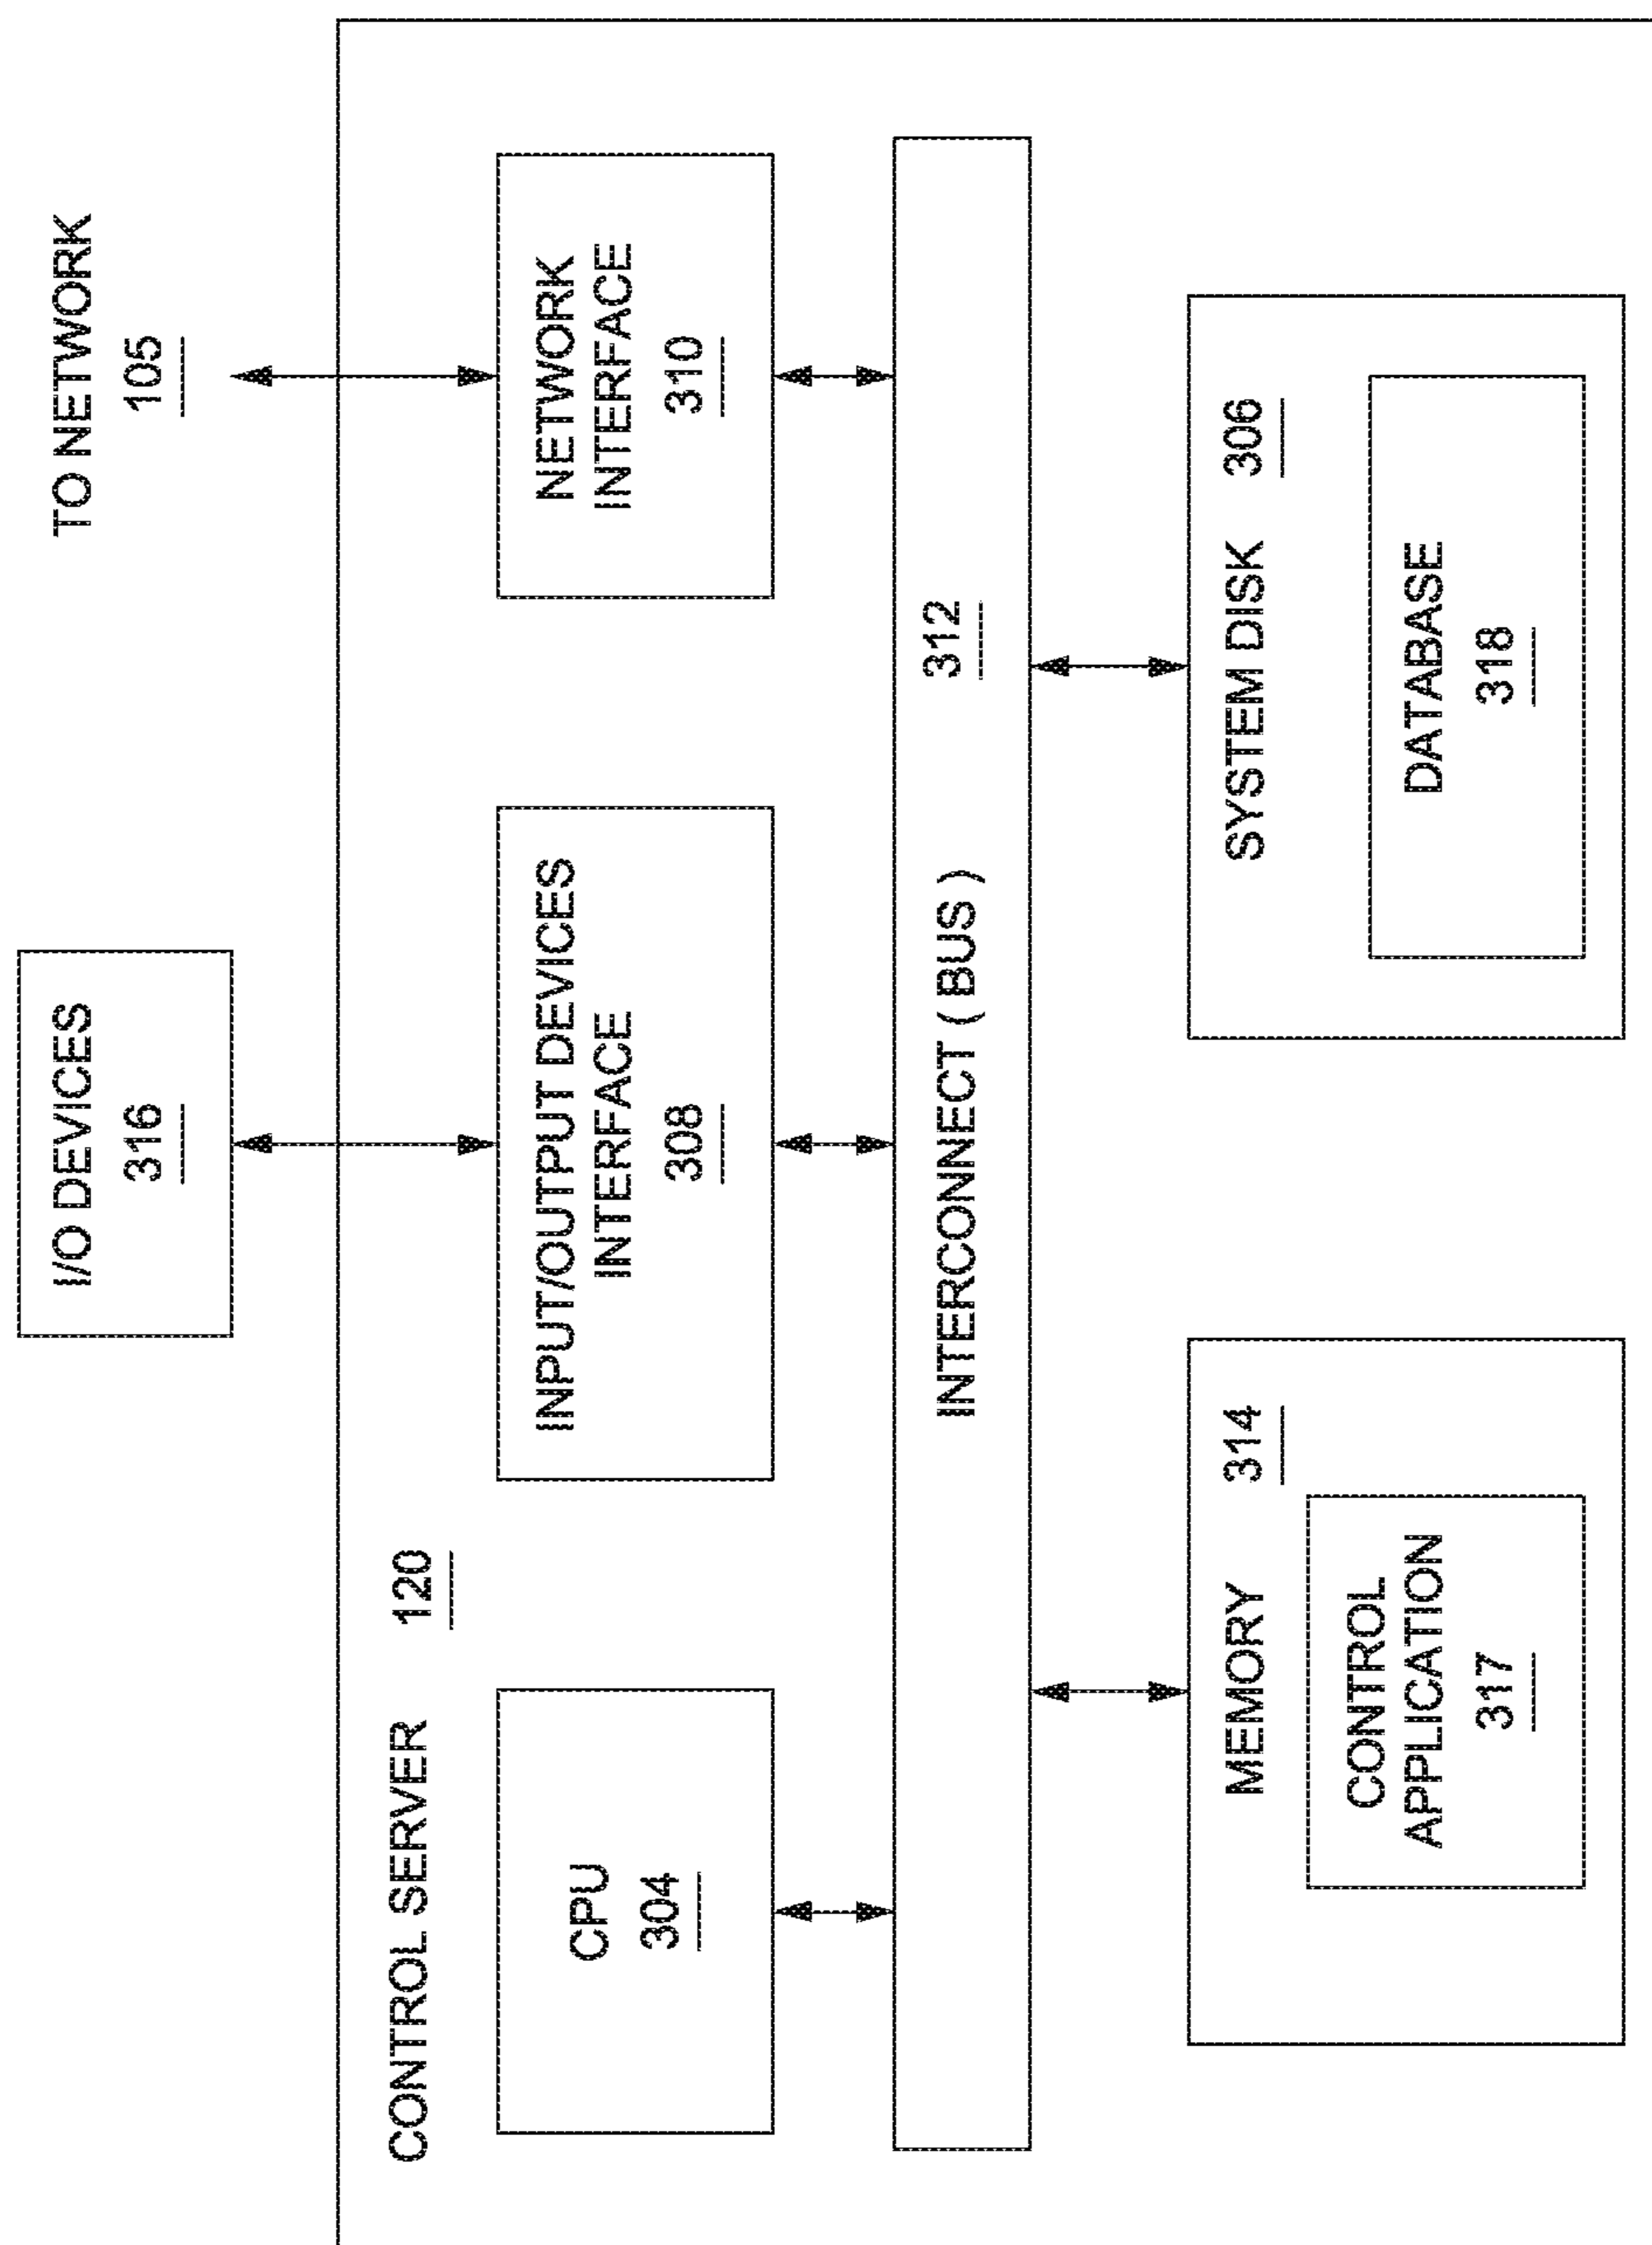 I/O DEVICES
316
TO NETWORK
105
CONTROL SERVER 120
CPU
304
INPUT/OUTPUT DEVICES
INTERFACE
308
NETWORK
INTERFACE
310
INTERCONNECT ( BUS ) 312
MEMORY 314
CONTROL
APPLICATION
317
SYSTEM DISK 306
DATABASE
318